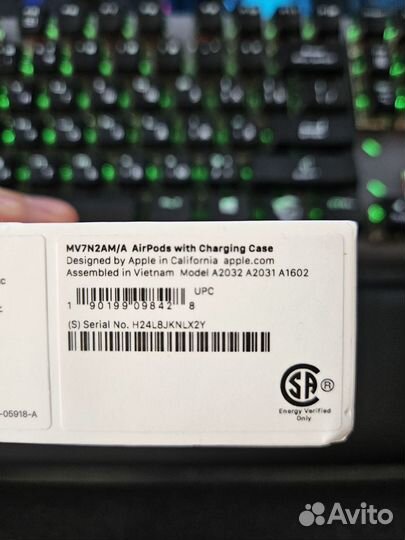 MV7N2AM/A AirPods with Charging Case
Designed by Apple in California apple.com
Assembled in Vietnam Model A2032 A2031 A1602
UPC
1 90199 09842 8
(S) Serial No. H24L8JKNLX2Y
SA ®
Energy Verified
Only
-05918-A
Avito